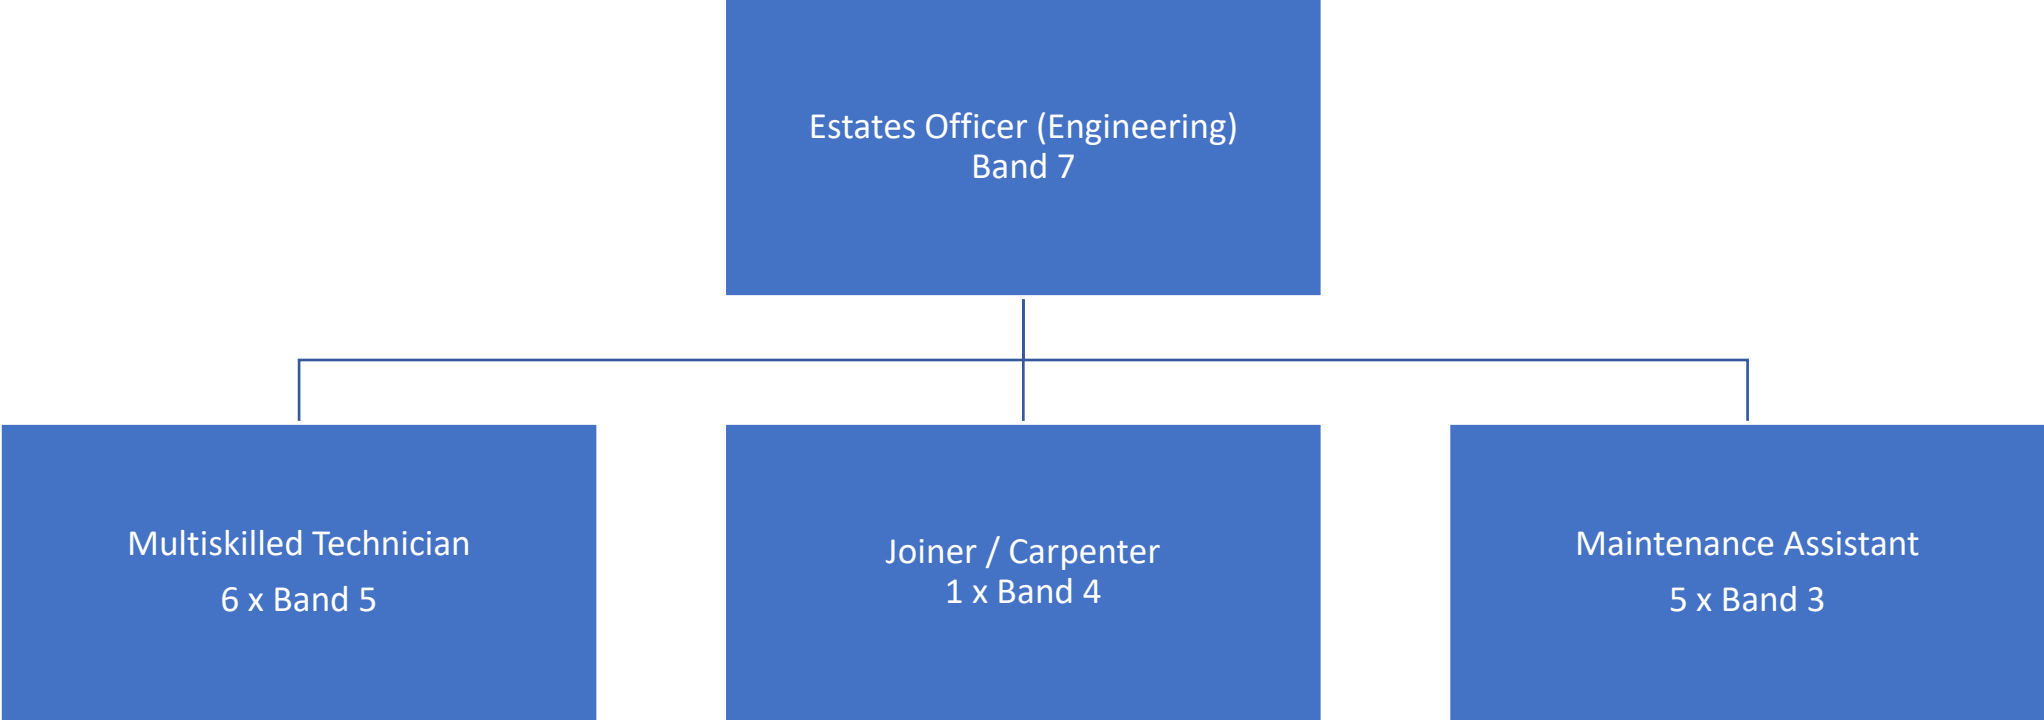 Estates Officer (Engineering)
Band 7
Multiskilled Technician
6 x Band 5
Joiner / Carpenter
1 x Band 4
Maintenance Assistant
5 x Band 3